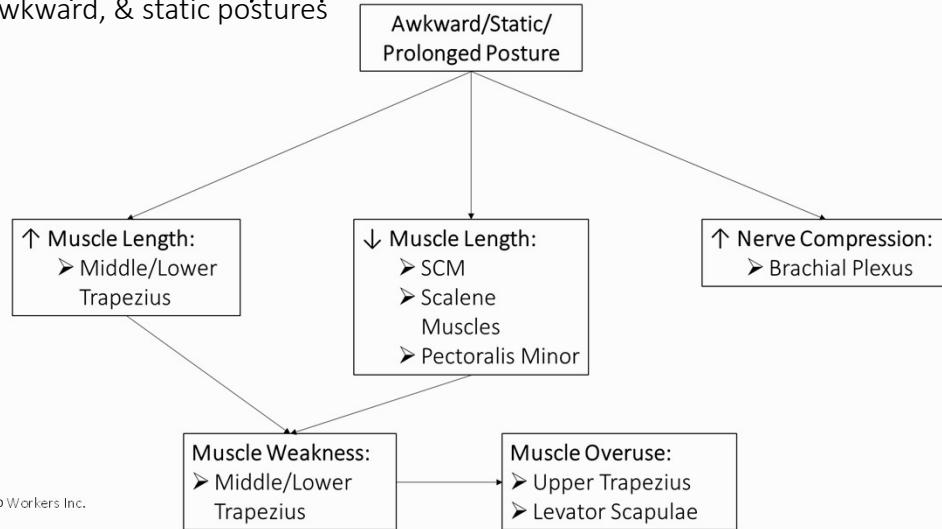 awkward, & static postures
Awkward/Static/
Prolonged Posture
↑ Muscle Length:
➢ Middle/Lower
Trapezius
↓ Muscle Length:
➢ SCM
➢ Scalene
Muscles
➢ Pectoralis Minor
↑ Nerve Compression:
➢ Brachial Plexus
Muscle Weakness:
➢ Middle/Lower
Trapezius
Muscle Overuse:
➢ Upper Trapezius
➢ Levator Scapulae
Workers Inc.